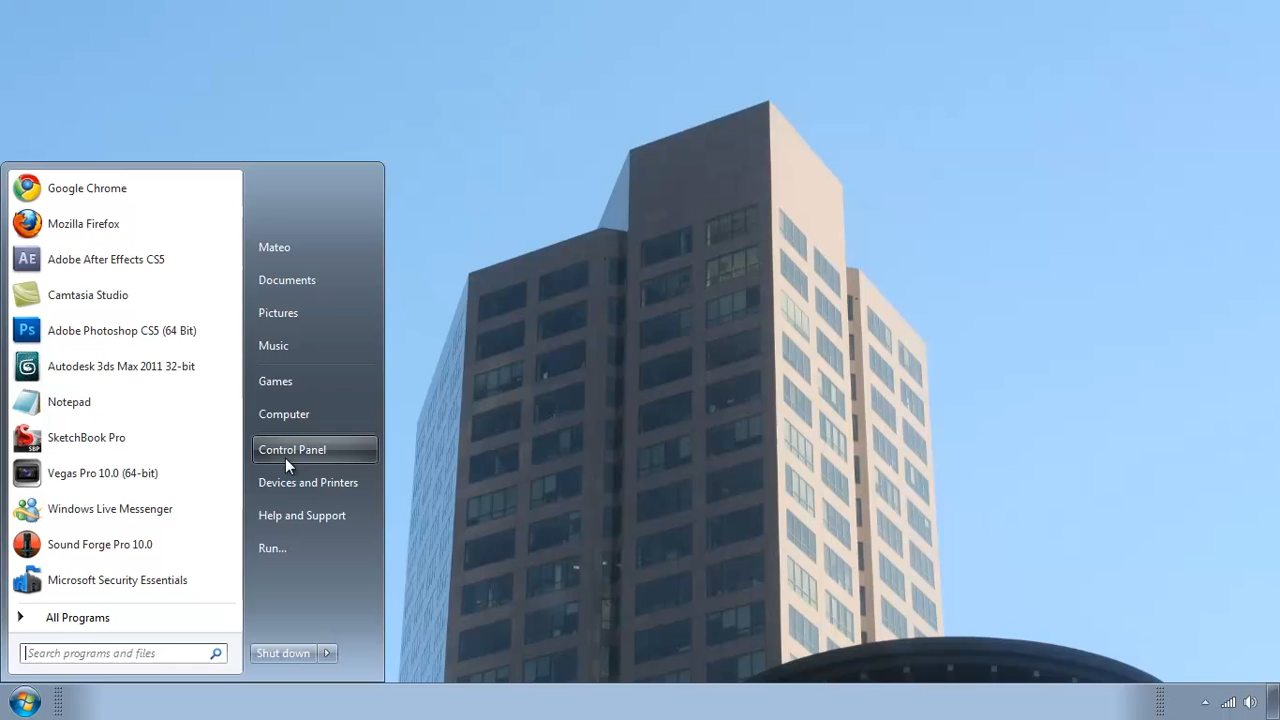 Google Chrome
Mozilla Firefox
AE
Adobe After Effects CS5
Camtasia Studio
Ps
Adobe Photoshop CS5 (64 Bit)
Autodesk 3ds Max 2011 32-bit
Notepad
SBP
SketchBook Pro
Vegas Pro 10.0 (64-bit)
Windows Live Messenger
Sound Forge Pro 10.0
Microsoft Security Essentials
All Programs
Search programs and files
Mateo
Documents
Pictures
Music
Games
Computer
Control Panel
Devices and Printers
Help and Support
Run...
Shut down